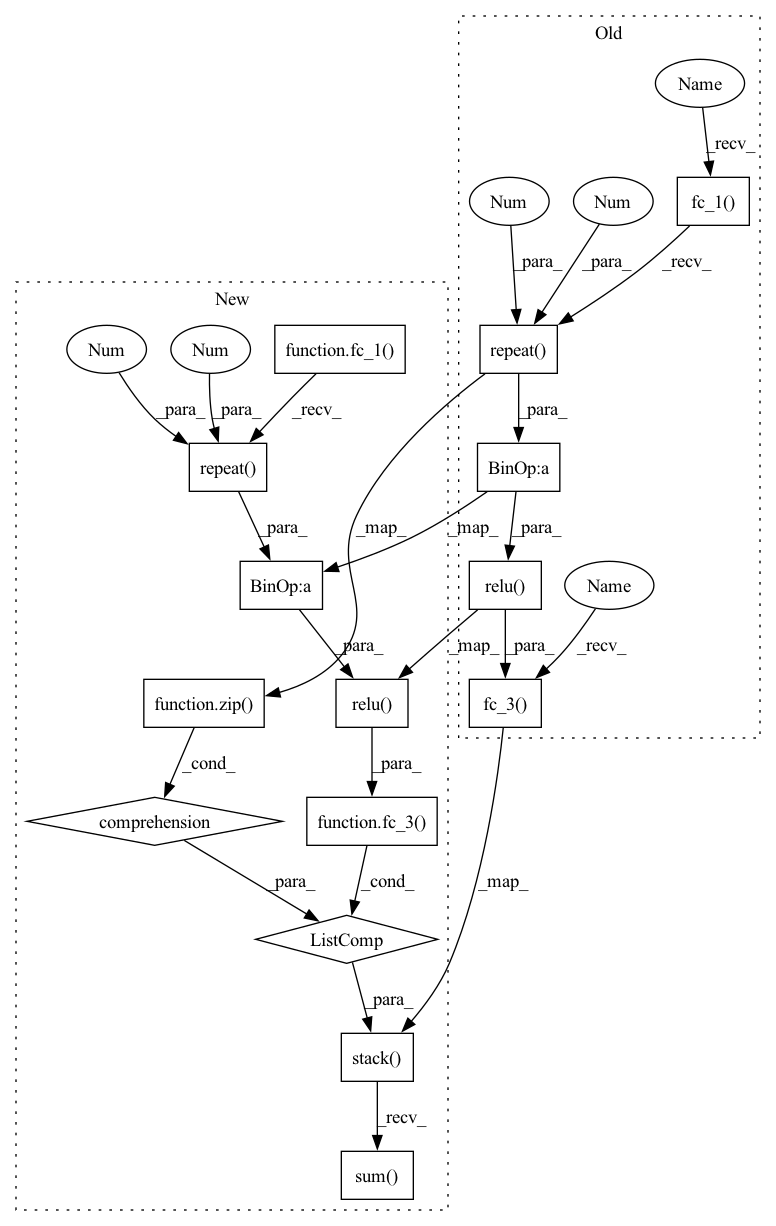 Old
Name
_recv_
Num
Num
fc_1()
_para_
_para_
_recv_
New
Num
Num
function.fc_1()
repeat()
_para_
_para_
_recv_
_para_
repeat()
BinOp:a
_para_
_map_
_map_
_para_
BinOp:a
relu()
Name
_para_
_map_
_para_
_recv_
function.zip()
relu()
fc_3()
_cond_
_para_
comprehension
function.fc_3()
_para_
_cond_
_map_
ListComp
_para_
stack()
_recv_
sum()